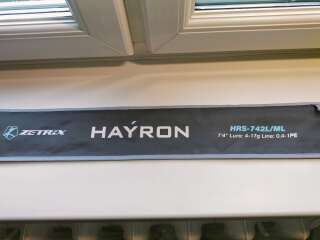 ZETRIX
HAÝRON
HRS-742L/ML
7'4" Lure: 4-17g Line: 0.4-1PE